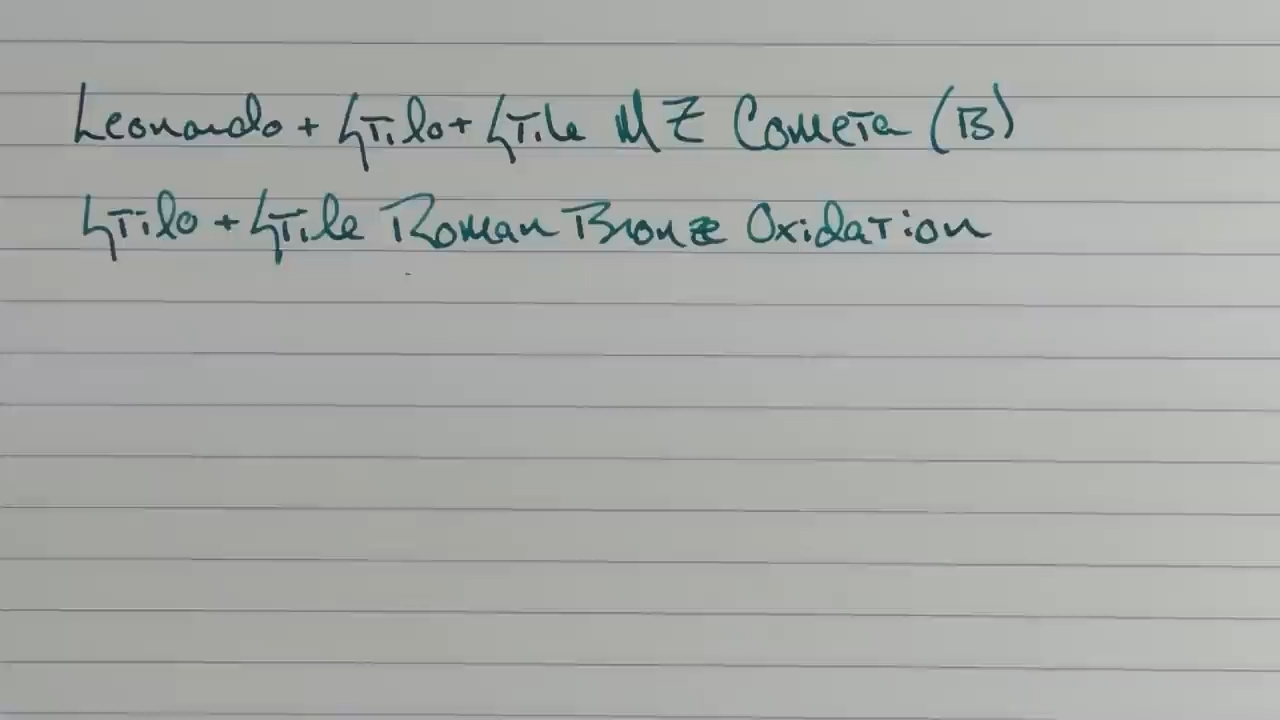 Leonardo + Stilo + Stile MZ Cometa (B)
Stilo + Stile Roman Bronze Oxidation